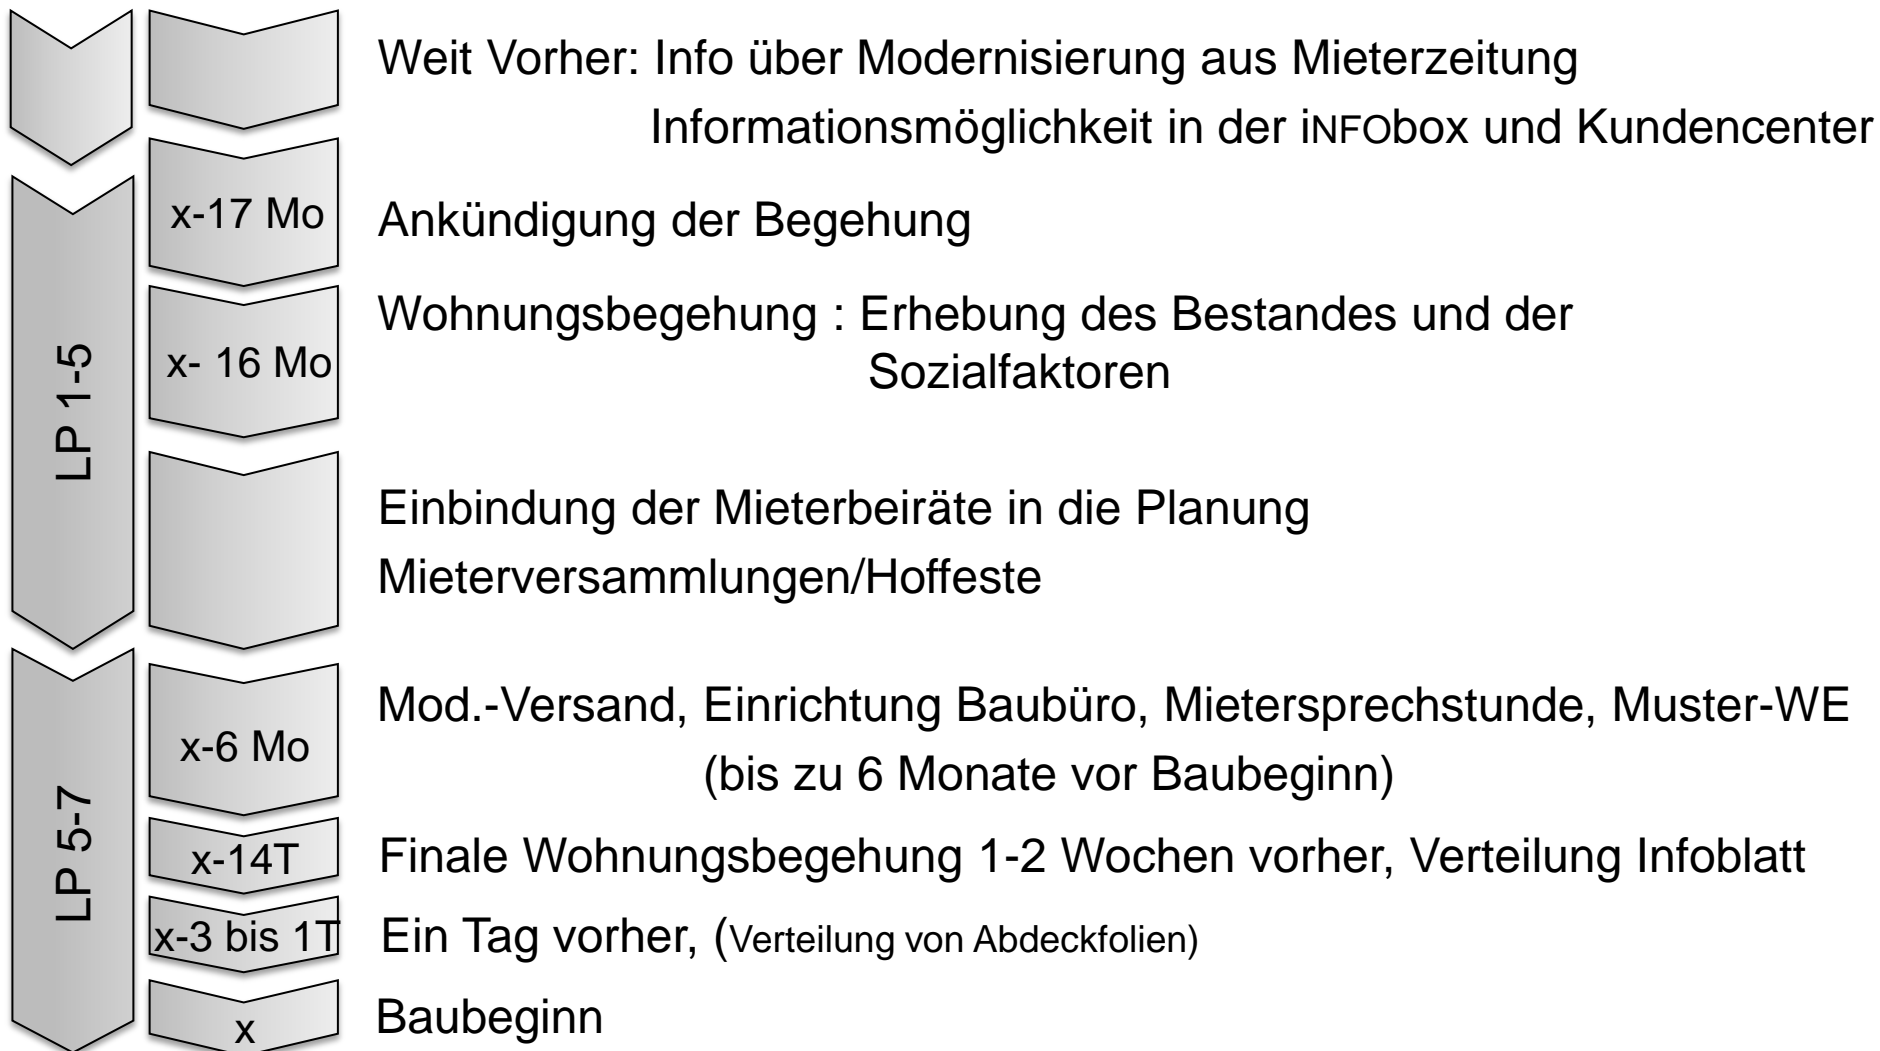 Weit Vorher: Info über Modernisierung aus Mieterzeitung
Informationsmöglichkeit in der iNFObox und Kundencenter
x-17 Mo
Ankündigung der Begehung
LP 1-5
x- 16 Mo
Wohnungsbegehung : Erhebung des Bestandes und der
Sozialfaktoren
Einbindung der Mieterbeiräte in die Planung
Mieterversammlungen/Hoffeste
LP 5-7
x-6 Mo
Mod.-Versand, Einrichtung Baubüro, Mietersprechstunde, Muster-WE
(bis zu 6 Monate vor Baubeginn)
x-14T
Finale Wohnungsbegehung 1-2 Wochen vorher, Verteilung Infoblatt
x-3 bis 1T
Ein Tag vorher, (Verteilung von Abdeckfolien)
x
Baubeginn